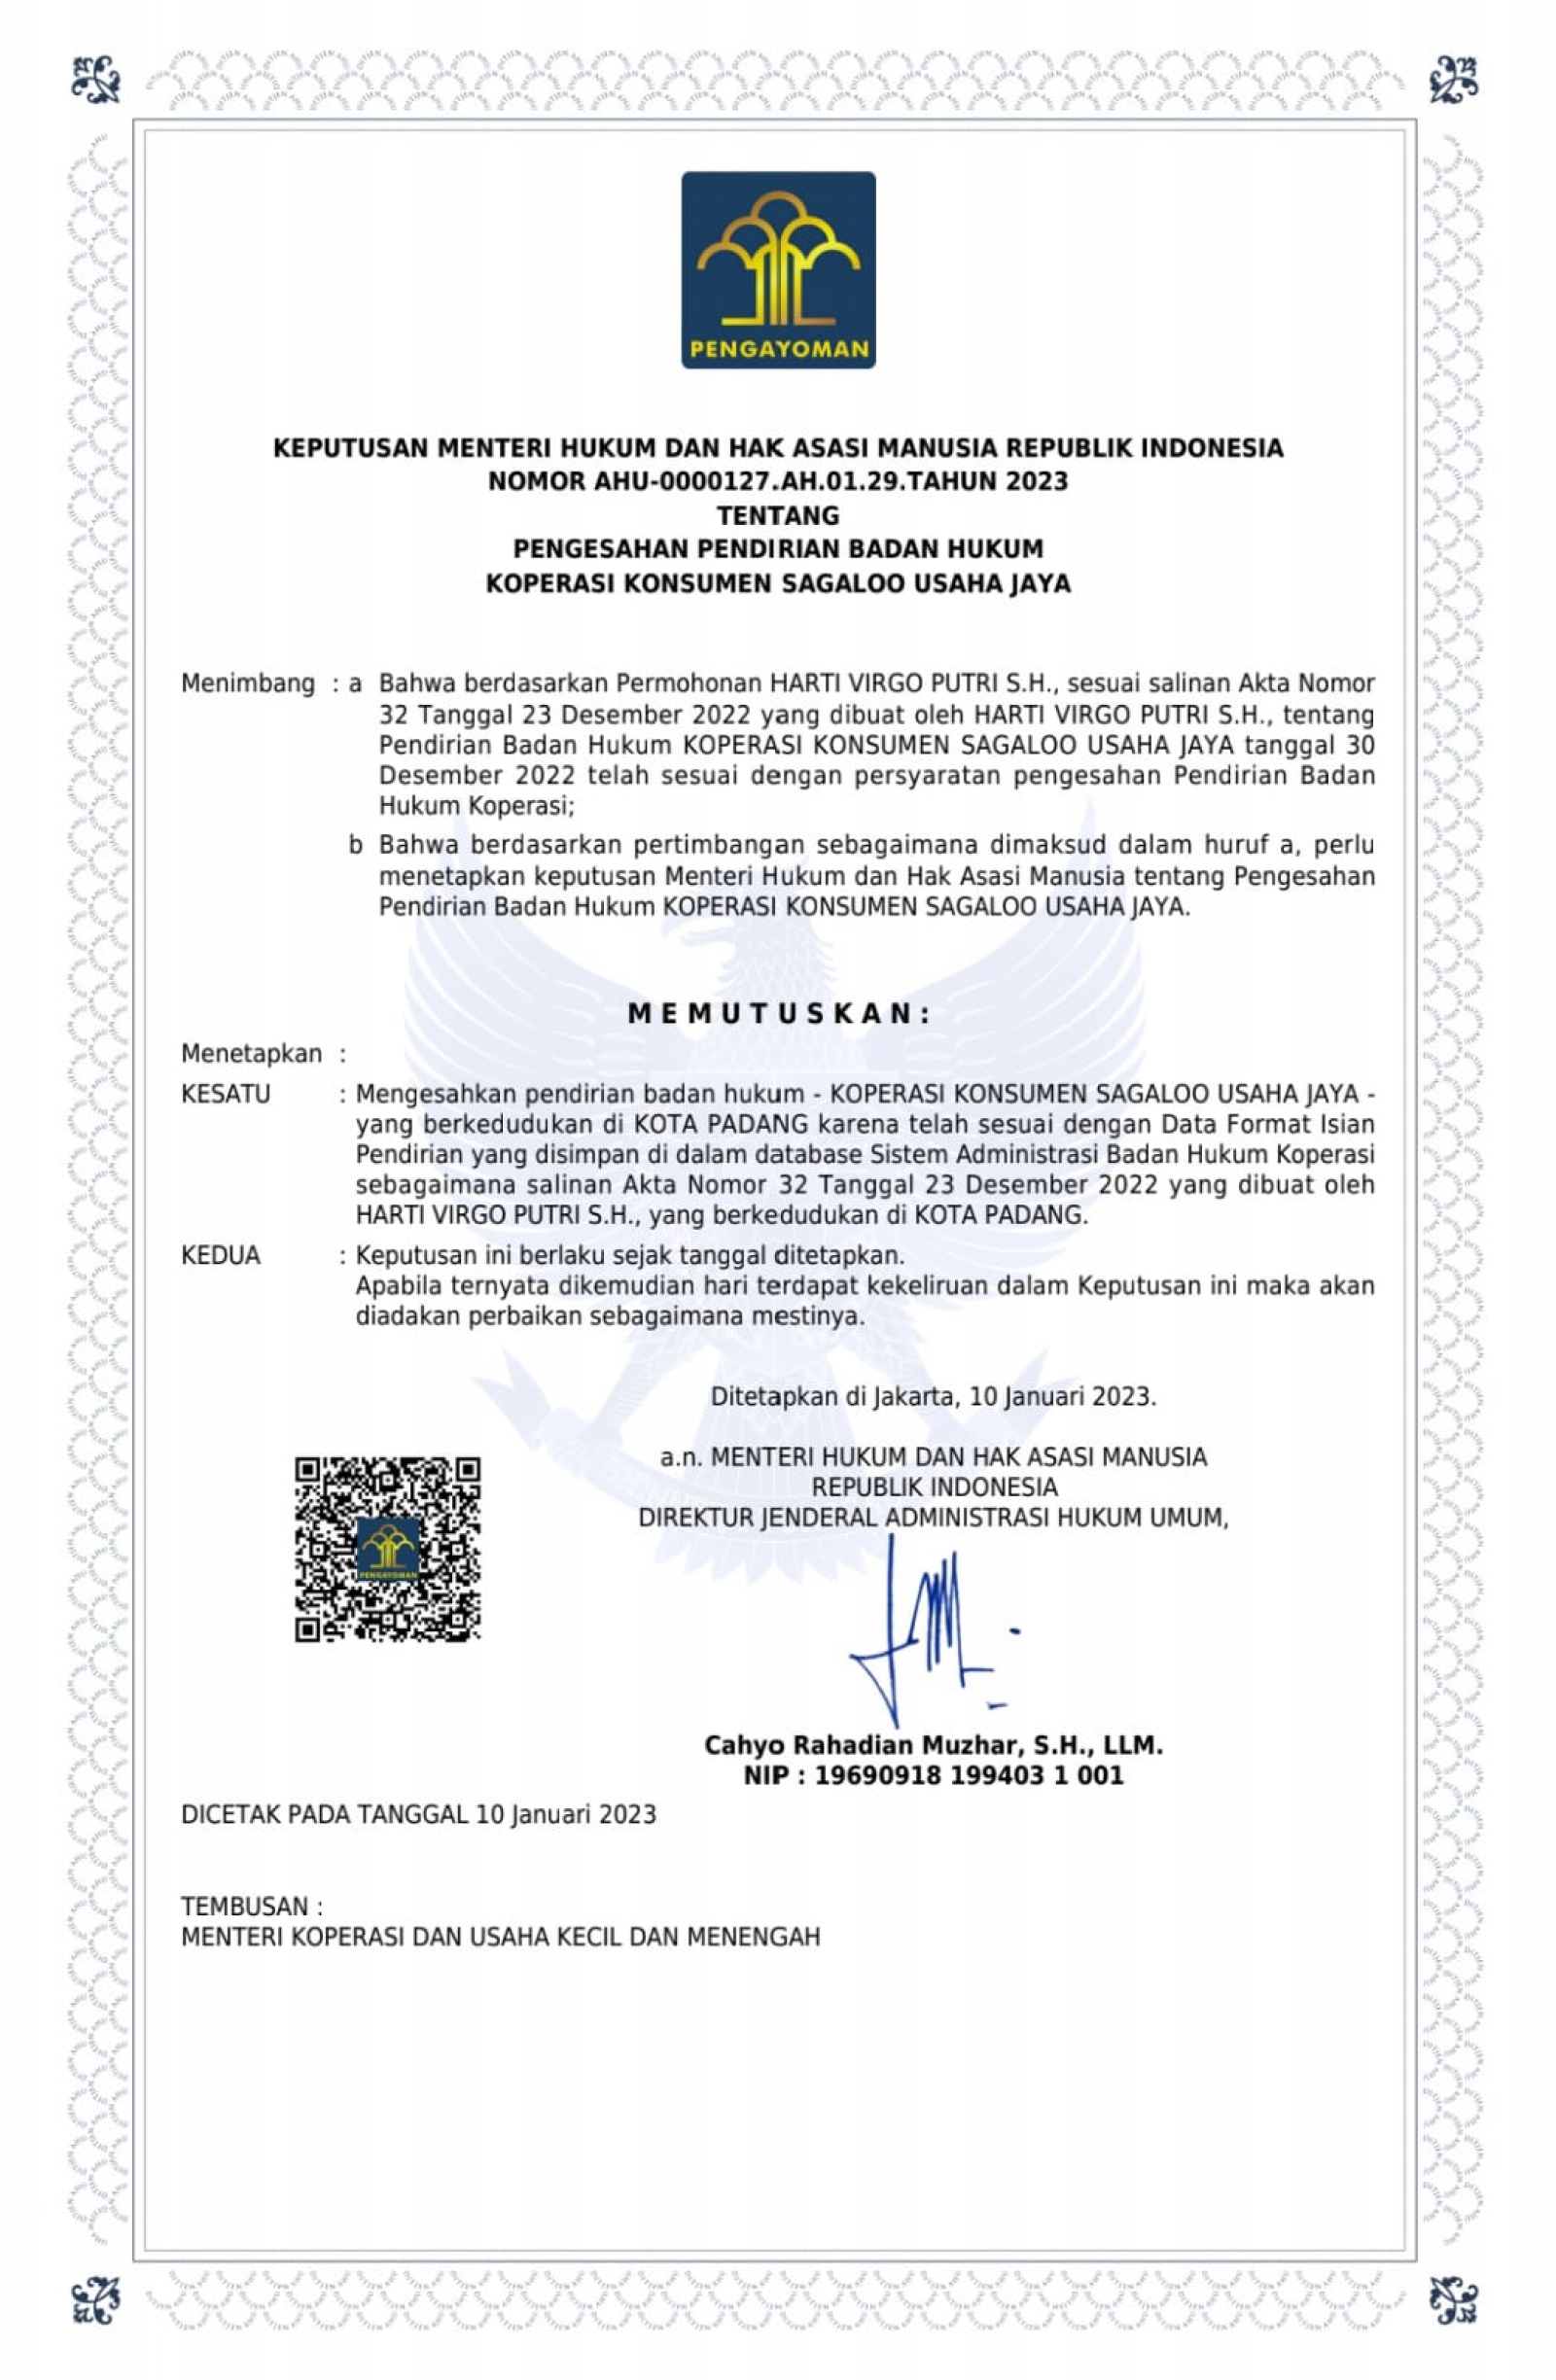 PENGAYOMAN
KEPUTUSAN MENTERI HUKUM DAN HAK ASASI MANUSIA REPUBLIK INDONESIA
NOMOR AHU-0000127.AH.01.29.TAHUN 2023
TENTANG
PENGESAHAN PENDIRIAN BADAN HUKUM
KOPERASI KONSUMEN SAGALOO USAHA JAYA
Menimbang : a Bahwa berdasarkan Permohonan HARTI VIRGO PUTRI S.H., sesuai salinan Akta Nomor
32 Tanggal 23 Desember 2022 yang dibuat oleh HARTI VIRGO PUTRI S.H., tentang
Pendirian Badan Hukum KOPERASI KONSUMEN SAGALOO USAHA JAYA tanggal 30
Desember 2022 telah sesuai dengan persyaratan pengesahan Pendirian Badan
Hukum Koperasi;
b Bahwa berdasarkan pertimbangan sebagaimana dimaksud dalam huruf a, perlu
menetapkan keputusan Menteri Hukum dan Hak Asasi Manusia tentang Pengesahan
Pendirian Badan Hukum KOPERASI KONSUMEN SAGALOO USAHA JAYA.
M E M U T U S K A N :
Menetapkan :
KESATU : Mengesahkan pendirian badan hukum - KOPERASI KONSUMEN SAGALOO USAHA JAYA -
yang berkedudukan di KOTA PADANG karena telah sesuai dengan Data Format Isian
Pendirian yang disimpan di dalam database Sistem Administrasi Badan Hukum Koperasi
sebagaimana salinan Akta Nomor 32 Tanggal 23 Desember 2022 yang dibuat oleh
HARTI VIRGO PUTRI S.H., yang berkedudukan di KOTA PADANG.
KEDUA : Keputusan ini berlaku sejak tanggal ditetapkan.
Apabila ternyata dikemudian hari terdapat kekeliruan dalam Keputusan ini maka akan
diadakan perbaikan sebagaimana mestinya.
Ditetapkan di Jakarta, 10 Januari 2023.
a.n. MENTERI HUKUM DAN HAK ASASI MANUSIA
REPUBLIK INDONESIA
DIREKTUR JENDERAL ADMINISTRASI HUKUM UMUM,
PENGAYOMAN
Cahyo Rahadian Muzhar, S.H., LLM.
NIP : 19690918 199403 1 001
DICETAK PADA TANGGAL 10 Januari 2023
TEMBUSAN :
MENTERI KOPERASI DAN USAHA KECIL DAN MENENGAH